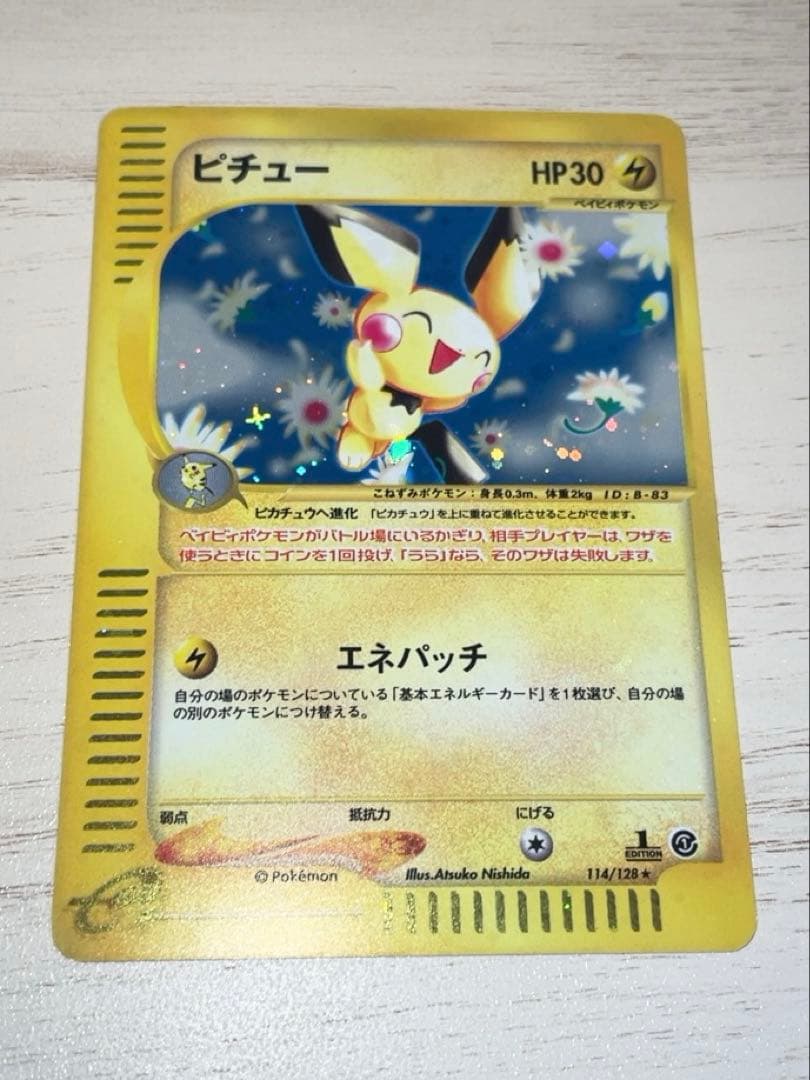 ピチュー HP30
ベイビィポケモン
こねずみポケモン：身長0.3m、体重2kg ID：B-83
ピカチュウへ進化 「ピカチュウ」を上に重ねて進化させることができます。
ベイビィポケモンがバトル場にいるかぎり、相手プレイヤーは、ワザを
使うときにコインを1回投げ、「うら」なら、そのワザは失敗します。
エネパッチ
自分の場のポケモンについている「基本エネルギーカード」を1枚選び、自分の場
の別のポケモンにつけ替える。
弱点 抵抗力 にげる
1
EDITION
© Pokémon Illus.Atsuko Nishida 114/128★